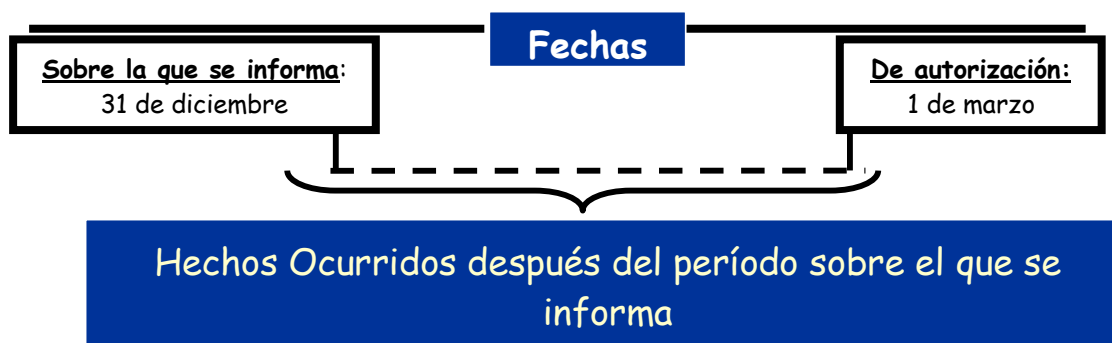 Fechas
Sobre la que se informa:
31 de diciembre
De autorización:
1 de marzo
Hechos Ocurridos después del período sobre el que se
informa